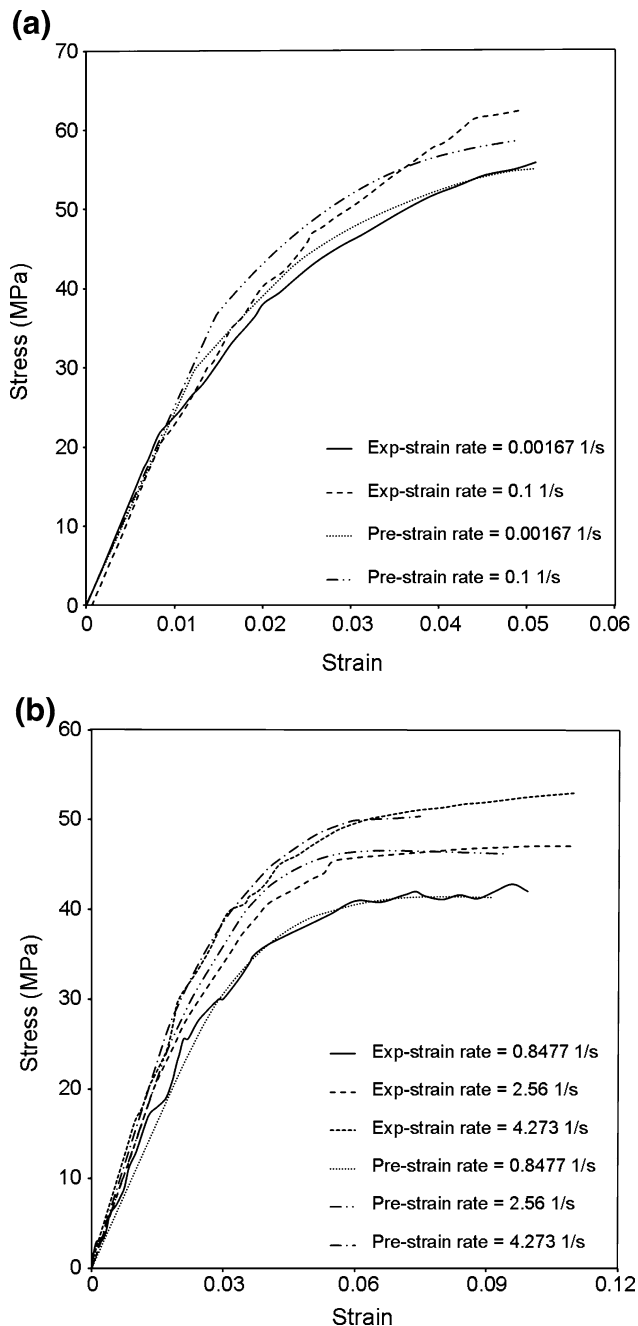 (a)
70
60
50
40
30
20
10
0
Stress (MPa)
Exp-strain rate = 0.00167 1/s
Exp-strain rate = 0.1 1/s
Pre-strain rate = 0.00167 1/s
Pre-strain rate = 0.1 1/s
0 0.01 0.02 0.03 0.04 0.05 0.06
Strain
(b)
60
50
40
30
20
10
0
Stress (MPa)
Exp-strain rate = 0.8477 1/s
Exp-strain rate = 2.56 1/s
Exp-strain rate = 4.273 1/s
Pre-strain rate = 0.8477 1/s
Pre-strain rate = 2.56 1/s
Pre-strain rate = 4.273 1/s
0 0.03 0.06 0.09 0.12
Strain